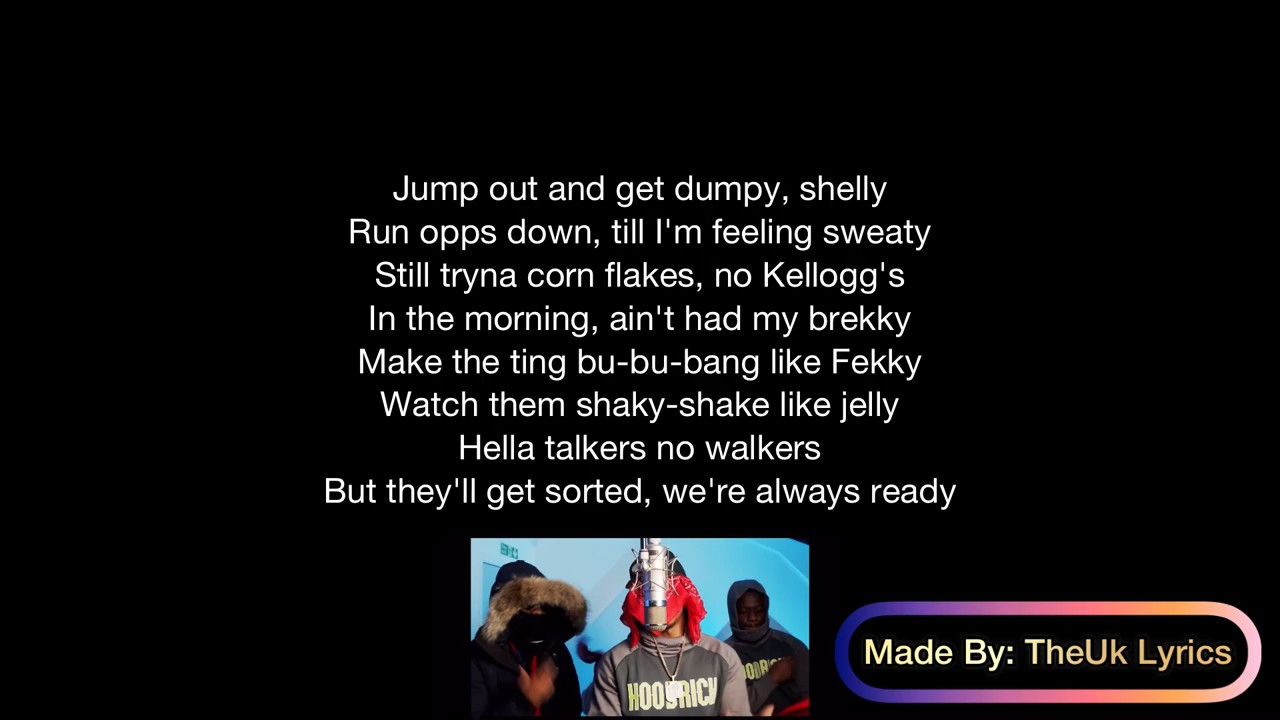 Jump out and get dumpy, shelly
Run opps down, till I'm feeling sweaty
Still tryna corn flakes, no Kellogg's
In the morning, ain't had my brekky
Make the ting bu-bu-bang like Fekky
Watch them shaky-shake like jelly
Hella talkers no walkers
But they'll get sorted, we're always ready
HOODRICH
Made By: TheUk Lyrics